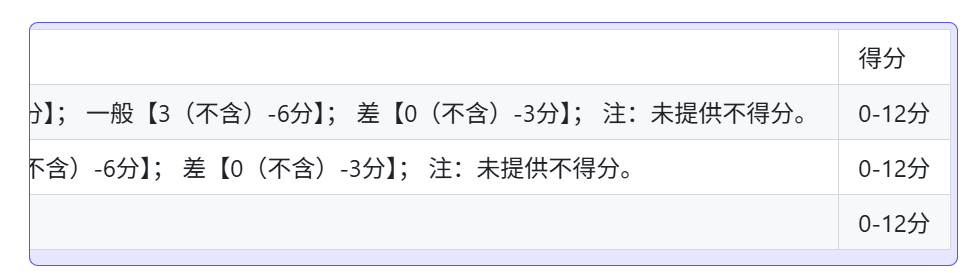 得分
分】； 一般【3（不含）-6分】； 差【0（不含）-3分】； 注：未提供不得分。 0-12分
不含）-6分】； 差【0（不含）-3分】； 注：未提供不得分。 0-12分
0-12分